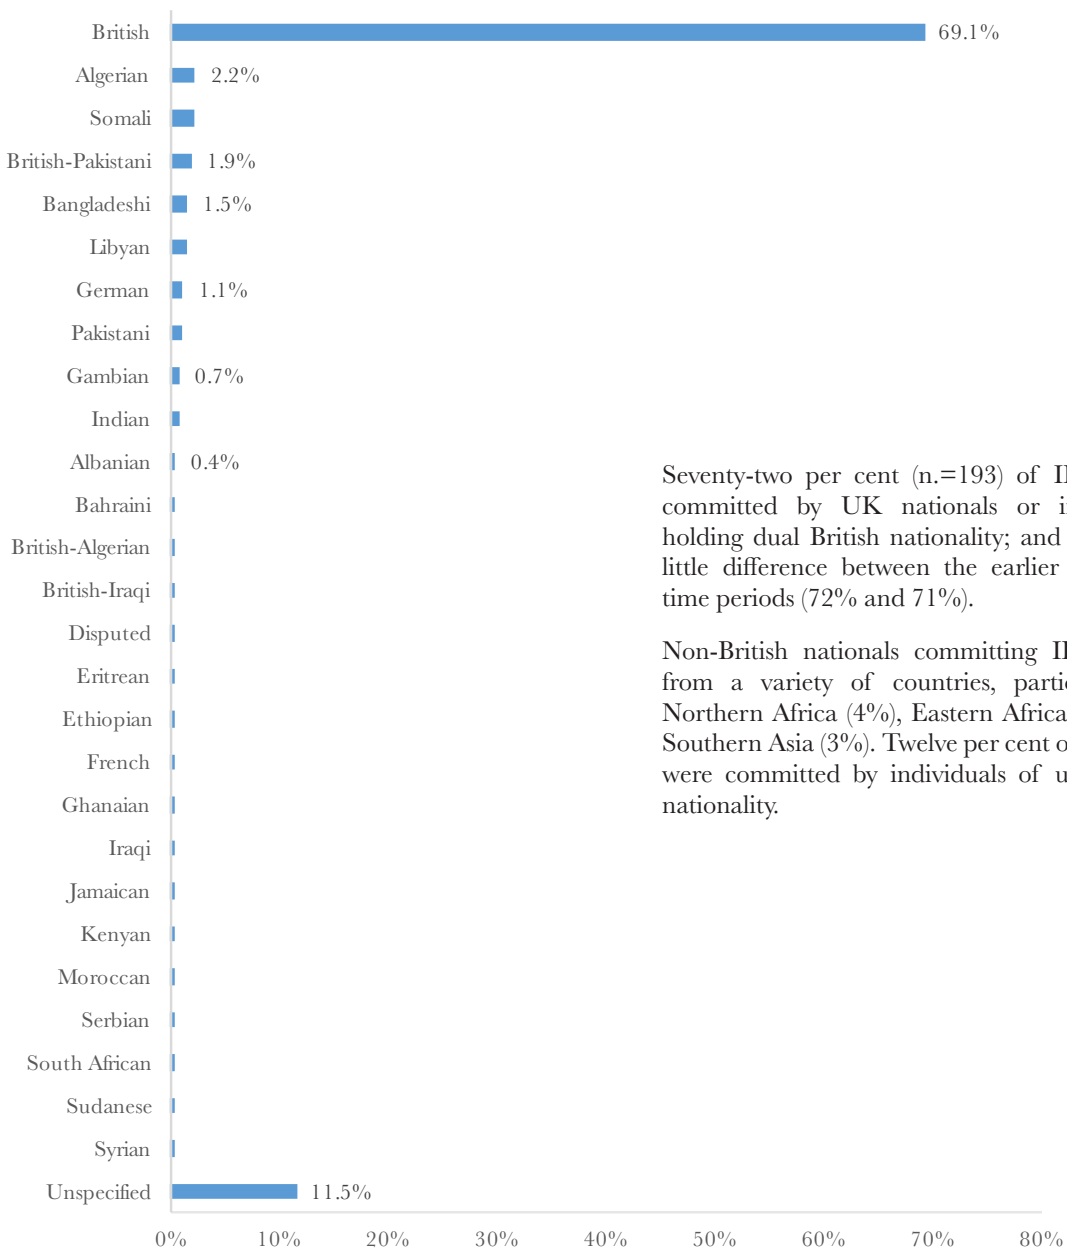 British 69.1%
Algerian 2.2%
Somali
British-Pakistani 1.9%
Bangladeshi 1.5%
Libyan
German 1.1%
Pakistani
Gambian 0.7%
Indian
Albanian 0.4%
Bahraini
British-Algerian
British-Iraqi
Disputed
Eritrean
Ethiopian
French
Ghanaian
Iraqi
Jamaican
Kenyan
Moroccan
Serbian
South African
Sudanese
Syrian
Unspecified 11.5%
0% 10% 20% 30% 40% 50% 60% 70% 80%
Seventy-two per cent (n.=193) of
committed by UK nationals or
holding dual British nationality; and
little difference between the earlier
time periods (72% and 71%).
Non-British nationals committing
from a variety of countries,
Northern Africa (4%), Eastern Africa
Southern Asia (3%). Twelve per cent
were committed by individuals of
nationality.